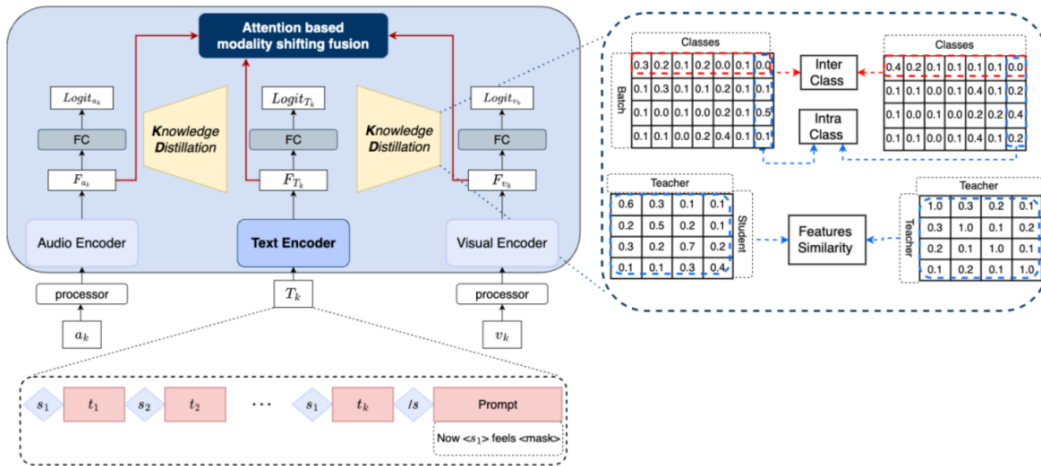 Attention based
modality shifting fusion
Logit_{a_k}
Logit_{T_k}
Logit_{v_k}
FC
FC
FC
Knowledge
Distillation
Knowledge
Distillation
F_{a_k}
F_{T_k}
F_{v_k}
Audio Encoder
Text Encoder
Visual Encoder
processor
T_k
processor
a_k
v_k
s_1 t_1 s_2 t_2 ... s_1 t_k /s Prompt
Now <s_1> feels <mask>
Classes
Batch
0.3 0.2 0.1 0.2 0.0 0.1 0.0
0.1 0.3 0.1 0.1 0.2 0.1 0.1
0.1 0.0 0.1 0.2 0.1 0.1 0.5
0.1 0.1 0.0 0.2 0.4 0.1 0.1
Inter
Class
Intra
Class
Classes
0.4 0.2 0.1 0.1 0.1 0.1 0.0
0.1 0.1 0.0 0.1 0.4 0.1 0.2
0.1 0.0 0.1 0.0 0.2 0.2 0.4
0.1 0.1 0.0 0.1 0.4 0.1 0.2
Teacher
Student
0.6 0.3 0.1 0.1
0.2 0.5 0.2 0.1
0.3 0.2 0.7 0.2
0.1 0.1 0.3 0.4
Features
Similarity
Teacher
Teacher
1.0 0.3 0.2 0.1
0.3 1.0 0.1 0.2
0.2 0.1 1.0 0.1
0.1 0.2 0.1 1.0